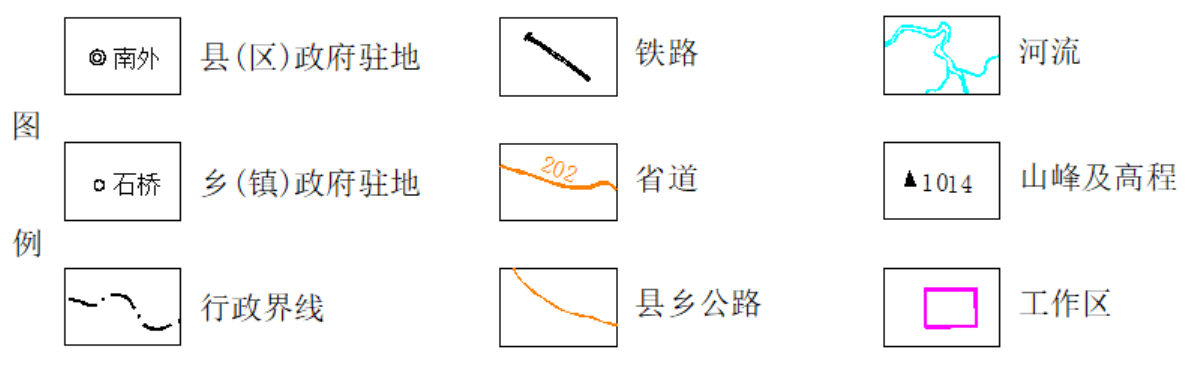 南外 县(区)政府驻地 铁路 河流
图
石桥 乡(镇)政府驻地 202 省道 1014 山峰及高程
例
行政界线 县乡公路 工作区